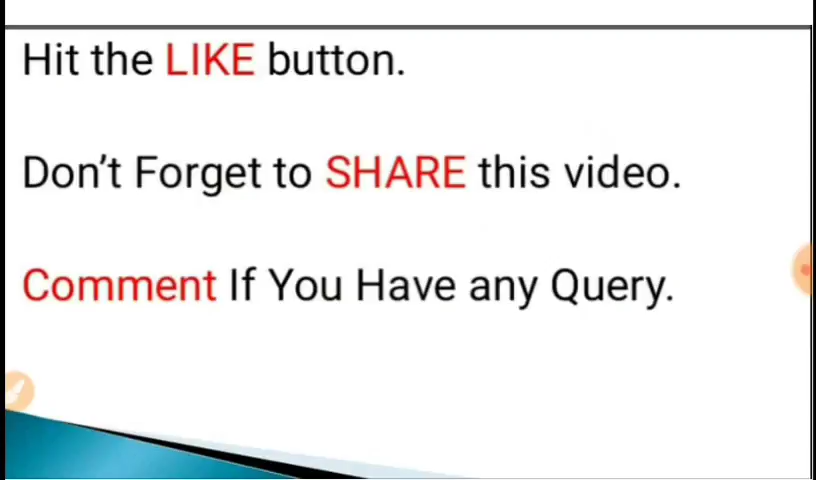 Hit the LIKE button.
Don't Forget to SHARE this video.
Comment If You Have any Query.